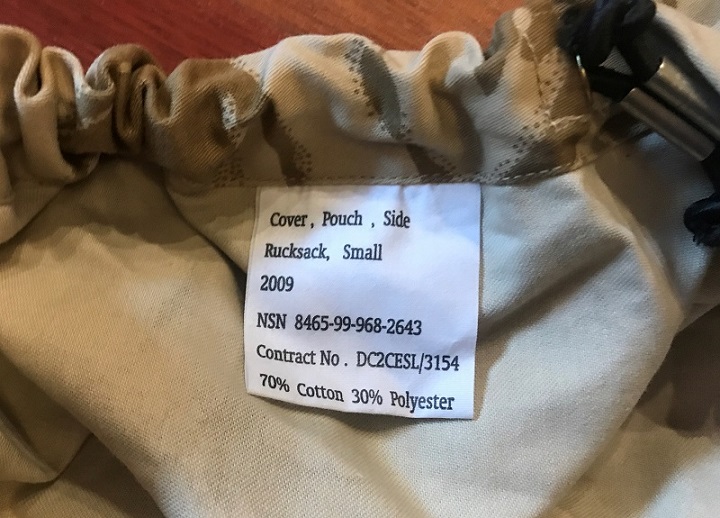 Cover, Pouch, Side
Rucksack, Small
2009
NSN 8465-99-968-2643
Contract No. DC2CESL/3154
70% Cotton 30% Polyester